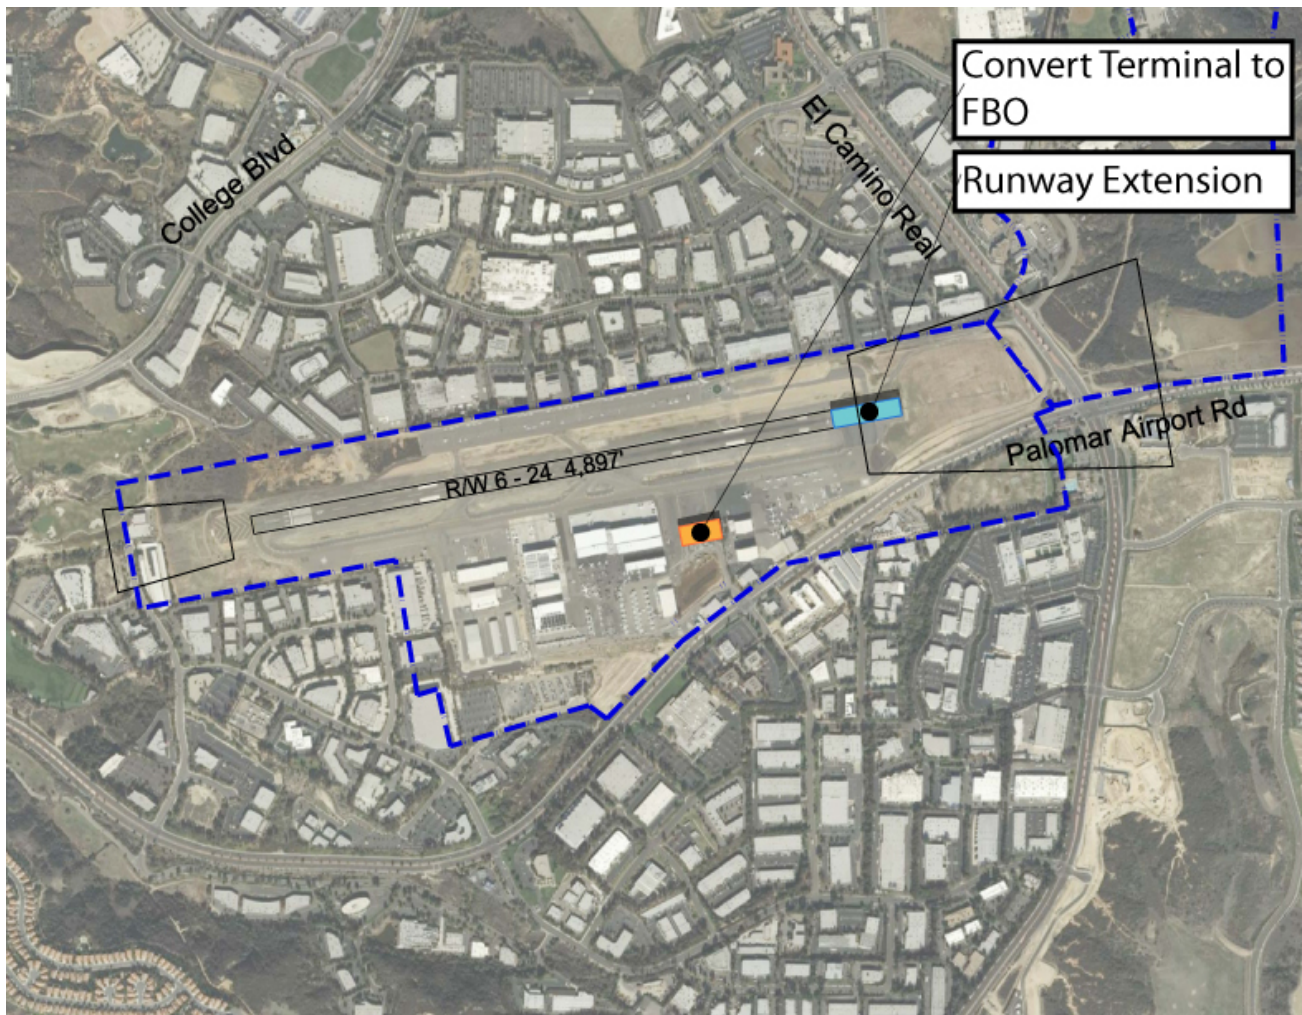 Convert Terminal to
FBO
Runway Extension
El Camino Real
College Blvd
Palomar Airport Rd
R/W 6 - 24 4,897'